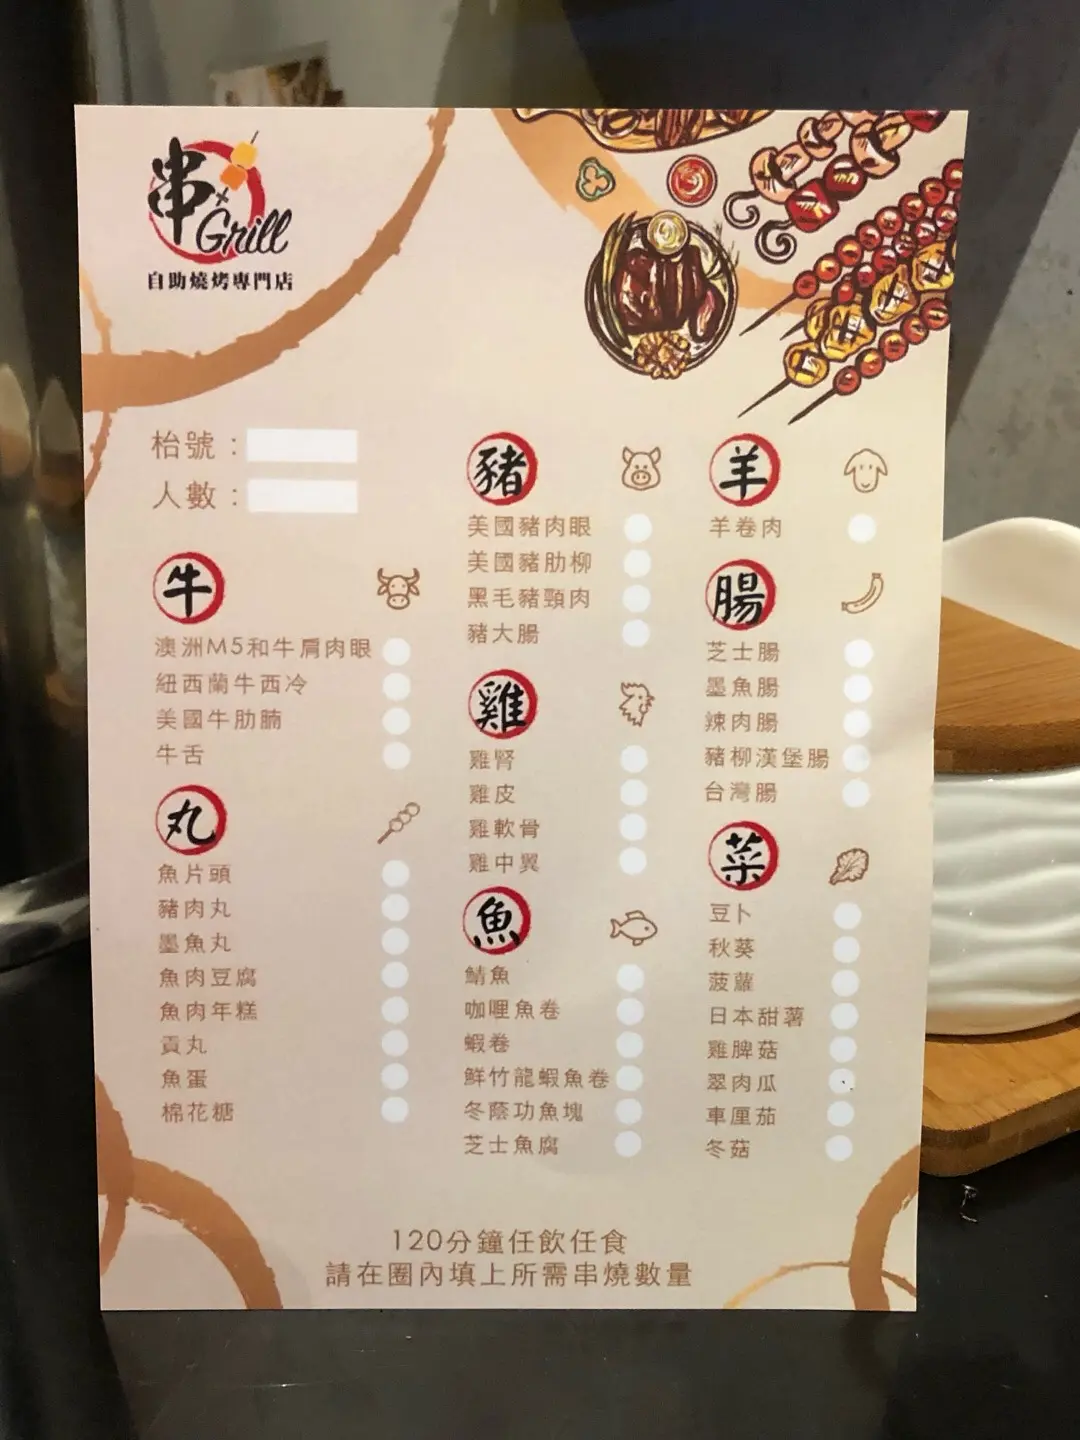 串×Grill
自助燒烤專門店
枱號：
人數：
牛
澳洲M5和牛肩肉眼
紐西蘭牛西冷
美國牛肋腩
牛舌
丸
魚片頭
豬肉丸
墨魚丸
魚肉豆腐
魚肉年糕
貢丸
魚蛋
棉花糖
豬
美國豬肉眼
美國豬肋柳
黑毛豬頸肉
豬大腸
雞
雞腎
雞皮
雞軟骨
雞中翼
魚
鯖魚
咖哩魚卷
蝦卷
鮮竹龍蝦魚卷
冬蔭功魚塊
芝士魚腐
羊
羊卷肉
腸
芝士腸
墨魚腸
辣肉腸
豬柳漢堡腸
台灣腸
菜
豆卜
秋葵
菠蘿
日本甜薯
雞脾菇
翠肉瓜
車厘茄
冬菇
120分鐘任飲任食
請在圈內填上所需串燒數量